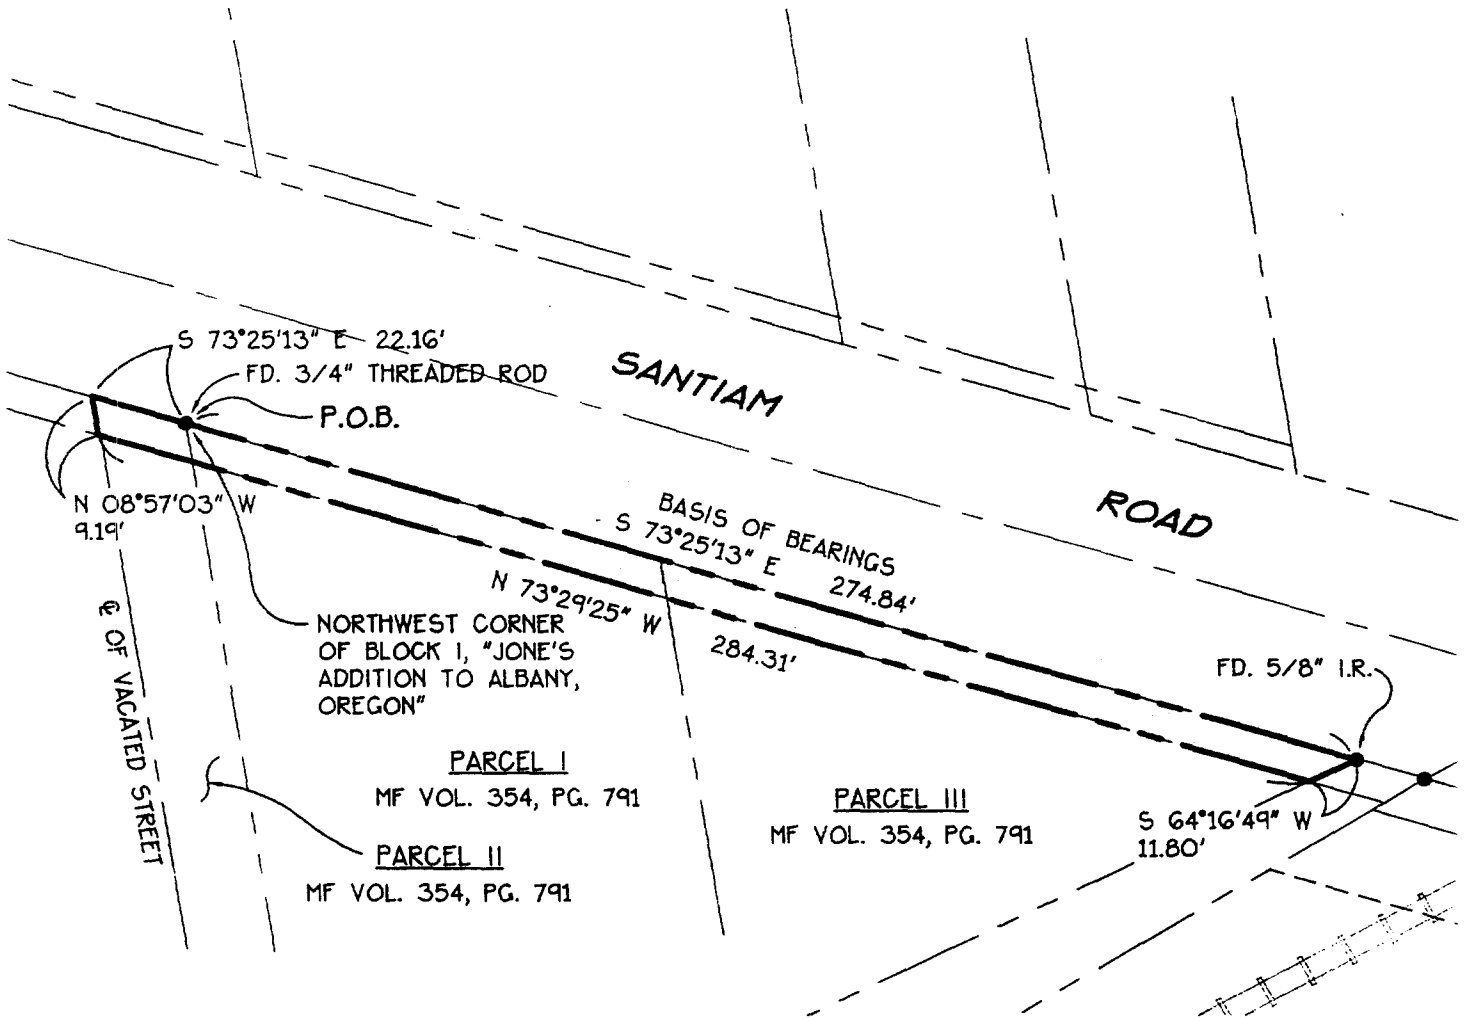 S 73°25'13" E 22.16'
FD. 3/4" THREADED ROD
P.O.B.
SANTIAM
ROAD
N 08°57'03" W
9.19'
BASIS OF BEARINGS
S 73°25'13" E 274.84'
N 73°29'25" W 284.31'
NORTHWEST CORNER
OF BLOCK 1, "JONE'S
ADDITION TO ALBANY,
OREGON"
℄ OF VACATED STREET
FD. 5/8" I.R.
PARCEL I
MF VOL. 354, PG. 791
PARCEL III
MF VOL. 354, PG. 791
S 64°16'49" W
11.80'
PARCEL II
MF VOL. 354, PG. 791